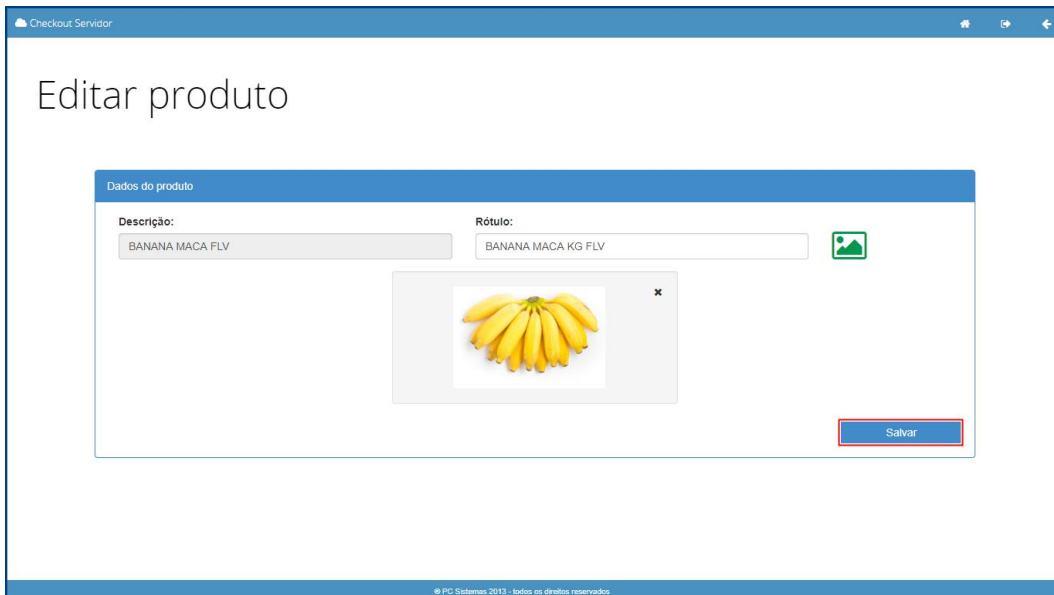 Checkout Servidor
Editar produto
Dados do produto
Descrição:
Rótulo:
BANANA MACA FLV
BANANA MACA KG FLV
Salvar
© PC Sistemas 2013 - todos os direitos reservados